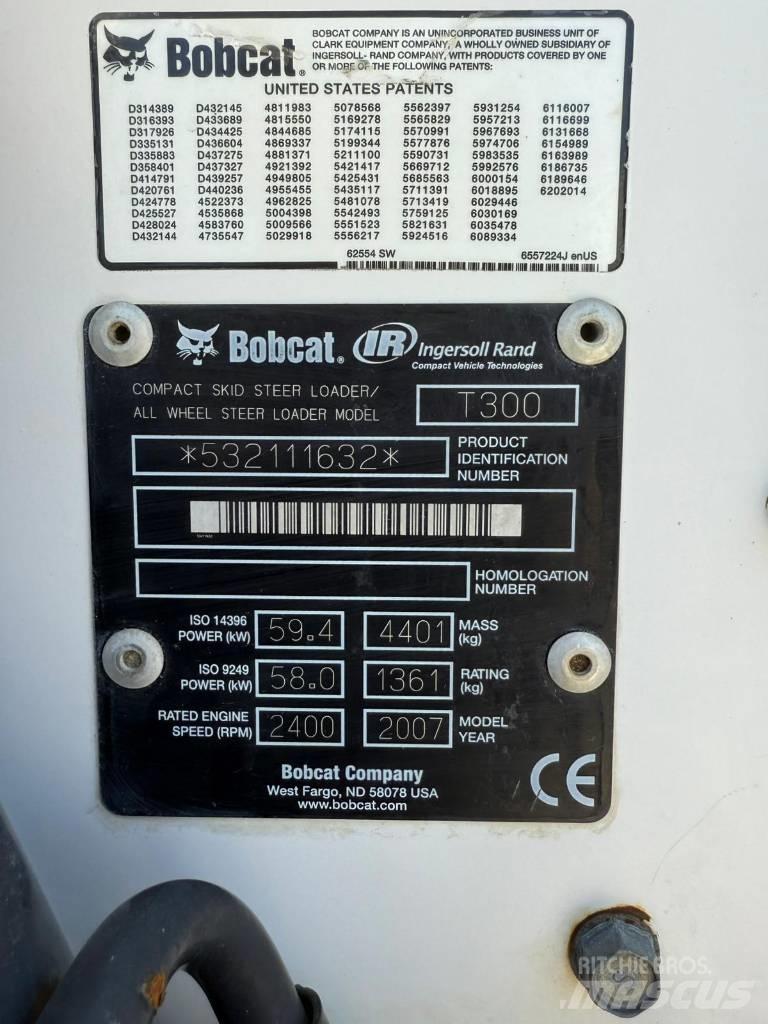 Bobcat®
BOBCAT COMPANY IS AN UNINCORPORATED BUSINESS UNIT OF
CLARK EQUIPMENT COMPANY, A WHOLLY OWNED SUBSIDIARY OF
INGERSOLL- RAND COMPANY, WITH PRODUCTS COVERED BY ONE
OR MORE OF THE FOLLOWING PATENTS:
UNITED STATES PATENTS
D314389 D432145 4811983 5078568 5562397 5931254 6116007
D316393 D433689 4815550 5169278 5565829 5957213 6116699
D317926 D434425 4844685 5174115 5570991 5967693 6131668
D335131 D436604 4869337 5199344 5577876 5974706 6154989
D335883 D437275 4881371 5211100 5590731 5983535 6163989
D358401 D437327 4921392 5421417 5669712 5992576 6186735
D414791 D439257 4949805 5425431 5685563 6000154 6189646
D420761 D440236 4955455 5435117 5711391 6018895 6202014
D424778 4522373 4962825 5481078 5713419 6029446
D425527 4535868 5004398 5542493 5759125 6030169
D428024 4583760 5009566 5551523 5821631 6035478
D432144 4735547 5029918 5556217 5924516 6089334
62554 SW 6557224J enUS
Bobcat® IR Ingersoll Rand
Compact Vehicle Technologies
COMPACT SKID STEER LOADER/
ALL WHEEL STEER LOADER MODEL T300
*532111632* PRODUCT
IDENTIFICATION
NUMBER
HOMOLOGATION
NUMBER
ISO 14396
POWER (kW) 59.4 4401 MASS
(kg)
ISO 9249
POWER (kW) 58.0 1361 RATING
(kg)
RATED ENGINE
SPEED (RPM) 2400 2007 MODEL
YEAR
Bobcat Company
West Fargo, ND 58078 USA
www.bobcat.com
CE
RITCHIE BROS.
MASCUS